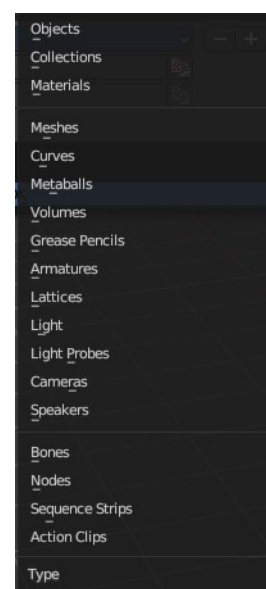 Objects
Collections
Materials
Meshes
Curves
Metaballs
Volumes
Grease Pencils
Armatures
Lattices
Light
Light Probes
Cameras
Speakers
Bones
Nodes
Sequence Strips
Action Clips
Type